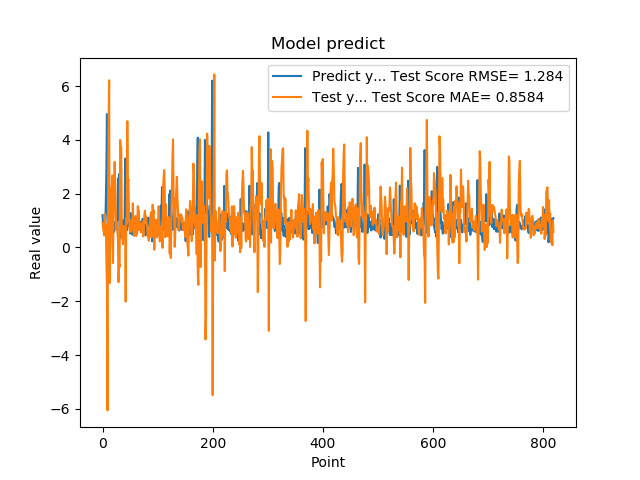 Model predict
Predict y... Test Score RMSE= 1.284
Test y... Test Score MAE= 0.8584
6
4
2
0
−2
−4
−6
Real value
0 200 400 600 800
Point